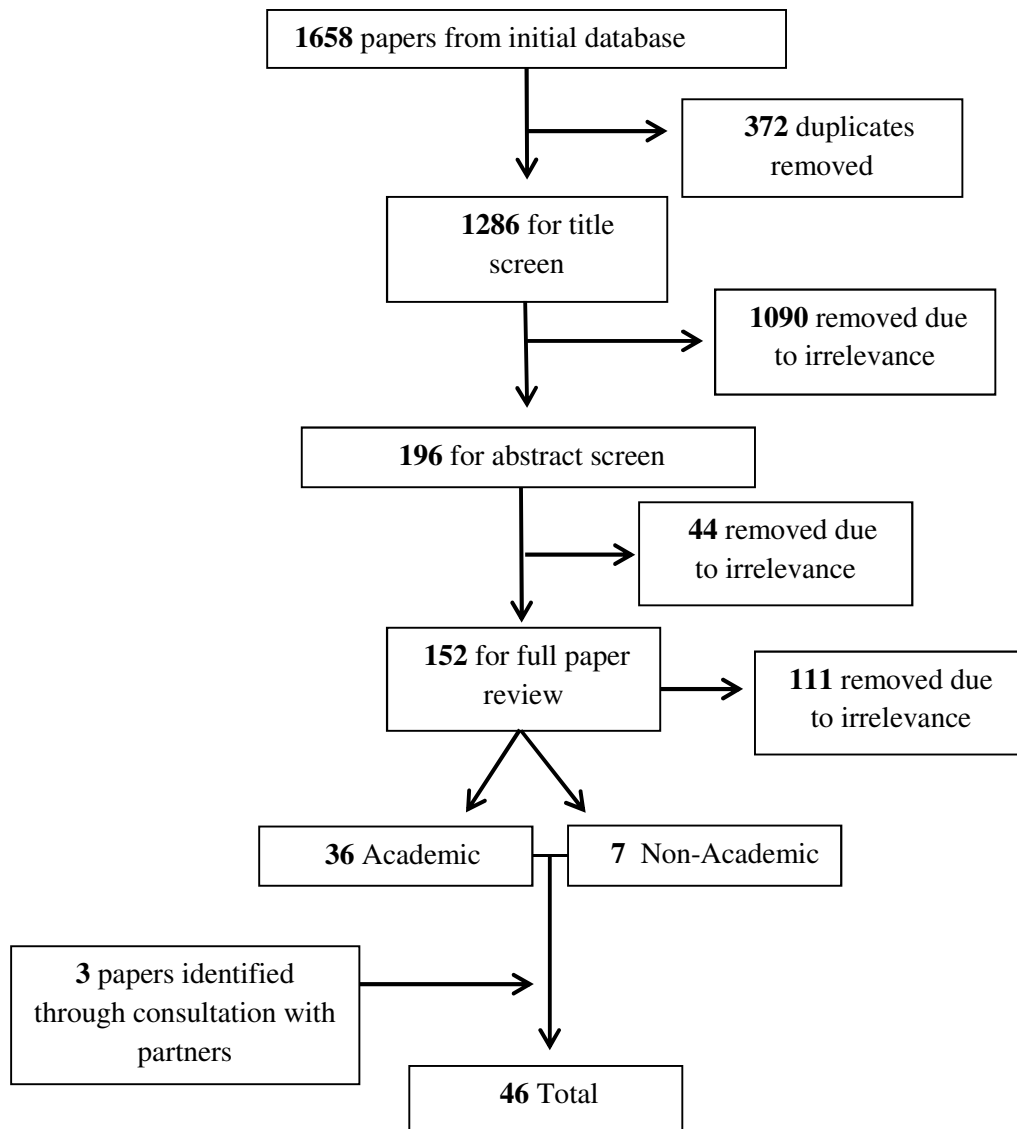 1658 papers from initial database
372 duplicates
removed
1286 for title
screen
1090 removed due
to irrelevance
196 for abstract screen
44 removed due
to irrelevance
152 for full paper
review
111 removed due
to irrelevance
36 Academic
7 Non-Academic
3 papers identified
through consultation with
partners
46 Total